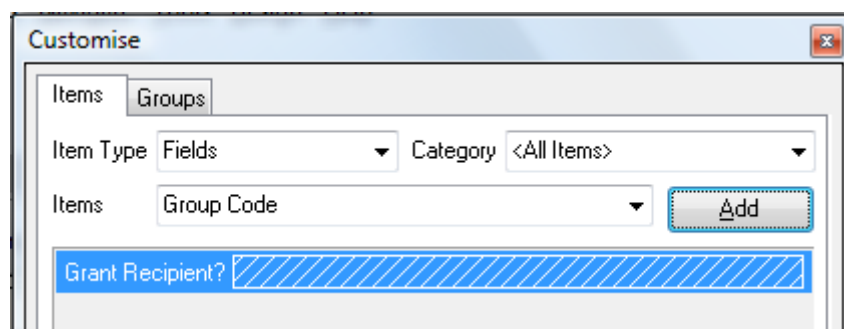 Customise
Items Groups
Item Type Fields Category <All Items>
Items Group Code Add
Grant Recipient?